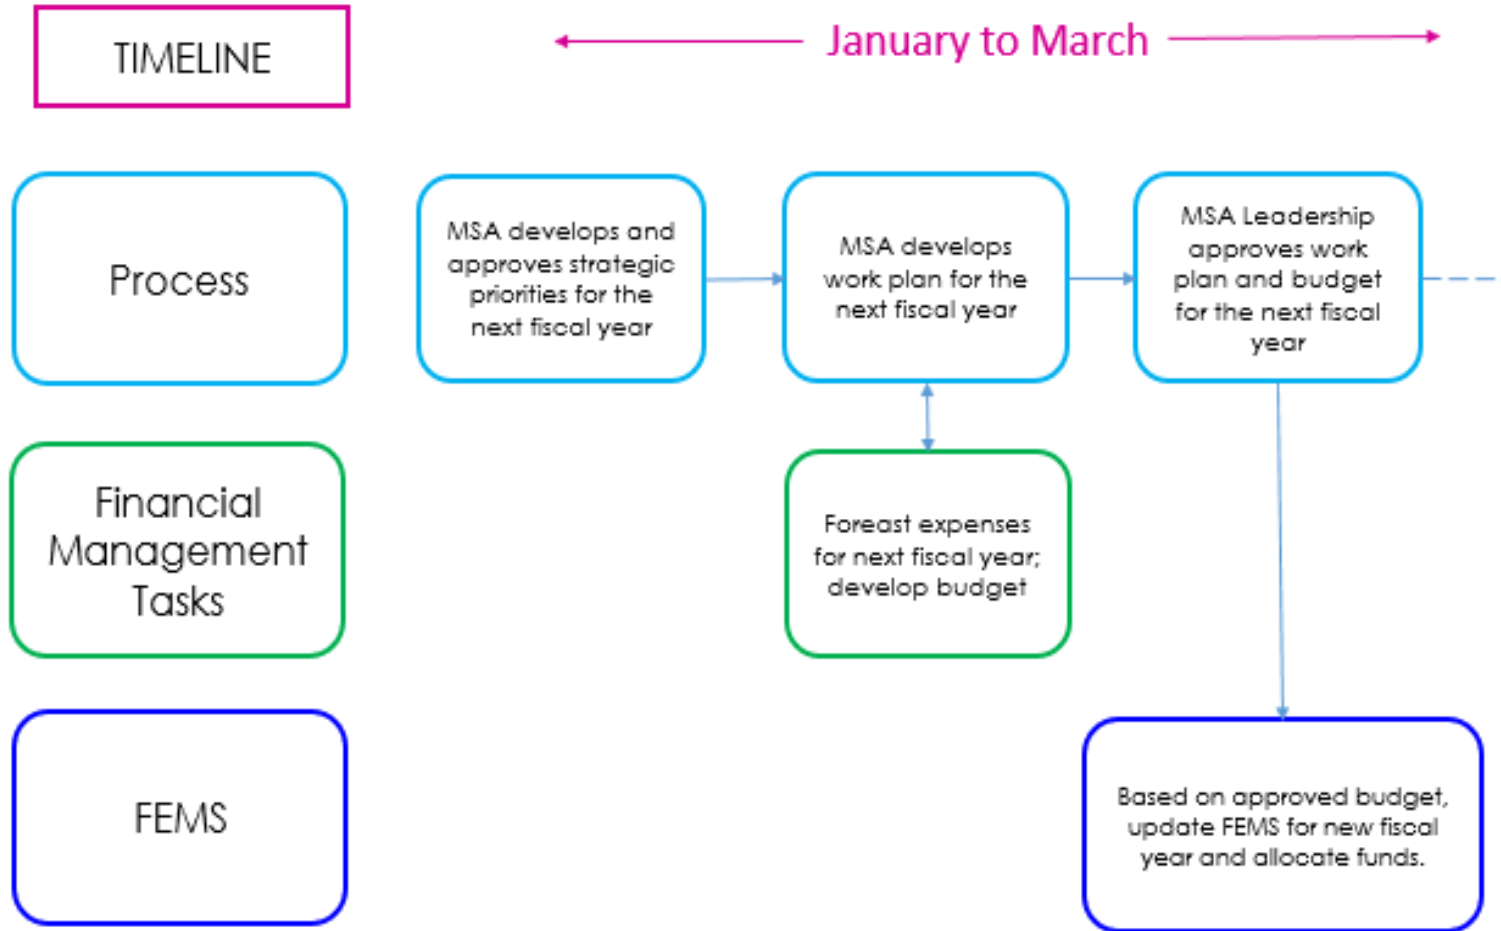 TIMELINE
January to March
Process
MSA develops and
approves strategic
priorities for the
next fiscal year
MSA develops
work plan for the
next fiscal year
MSA Leadership
approves work
plan and budget
for the next fiscal
year
Financial
Management
Tasks
Foreast expenses
for next fiscal year;
develop budget
FEMS
Based on approved budget,
update FEMS for new fiscal
year and allocate funds.